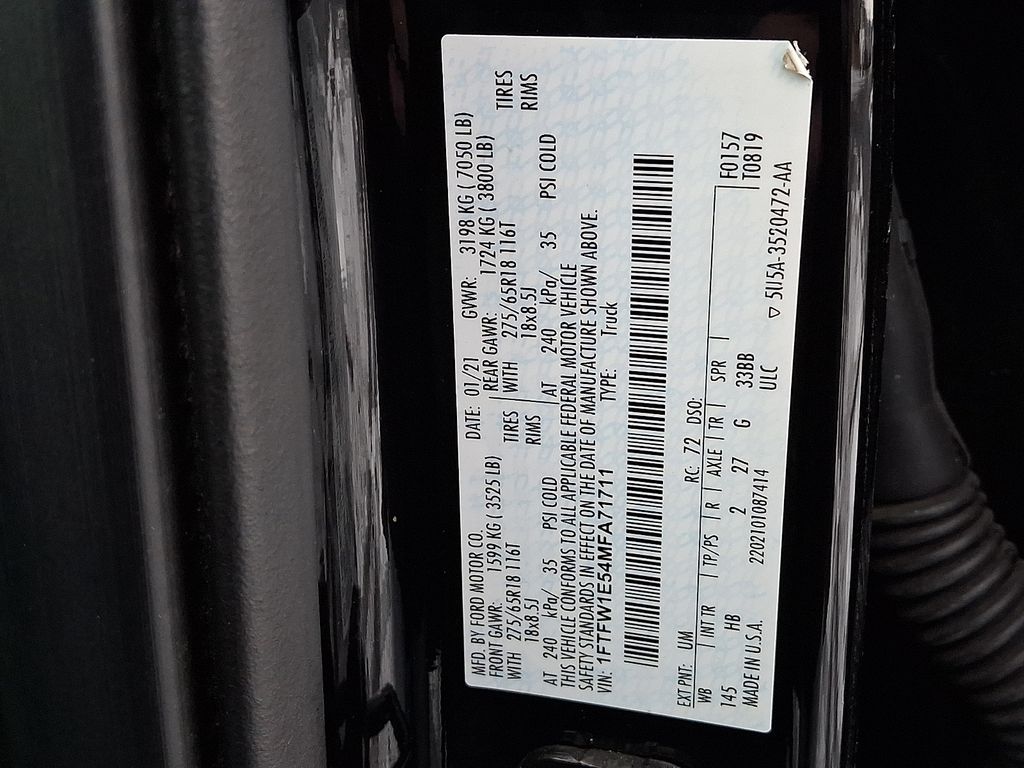 MFD. BY FORD MOTOR CO. DATE: 01/21 GVWR: 3198 KG ( 7050 LB)
FRONT GAWR: 1599 KG ( 3525 LB) REAR GAWR: 1724 KG ( 3800 LB)
WITH 275/65R18 116T TIRES WITH 275/65R18 116T TIRES
18x8.5J RIMS 18x8.5J RIMS
AT 240 kPa/ 35 PSI COLD AT 240 kPa/ 35 PSI COLD
THIS VEHICLE CONFORMS TO ALL APPLICABLE FEDERAL MOTOR VEHICLE
SAFETY STANDARDS IN EFFECT ON THE DATE OF MANUFACTURE SHOWN ABOVE.
VIN: 1FTFW1E54MFA71711 TYPE: Truck
EXT PNT: UM RC: 72 DSO:
WB INT TR TP/PS R AXLE TR SPR F0157
145 HB 2 27 G 33BB T0819
MADE IN U.S.A. 2202101087414 ULC
▽ 5U5A-3520472-AA